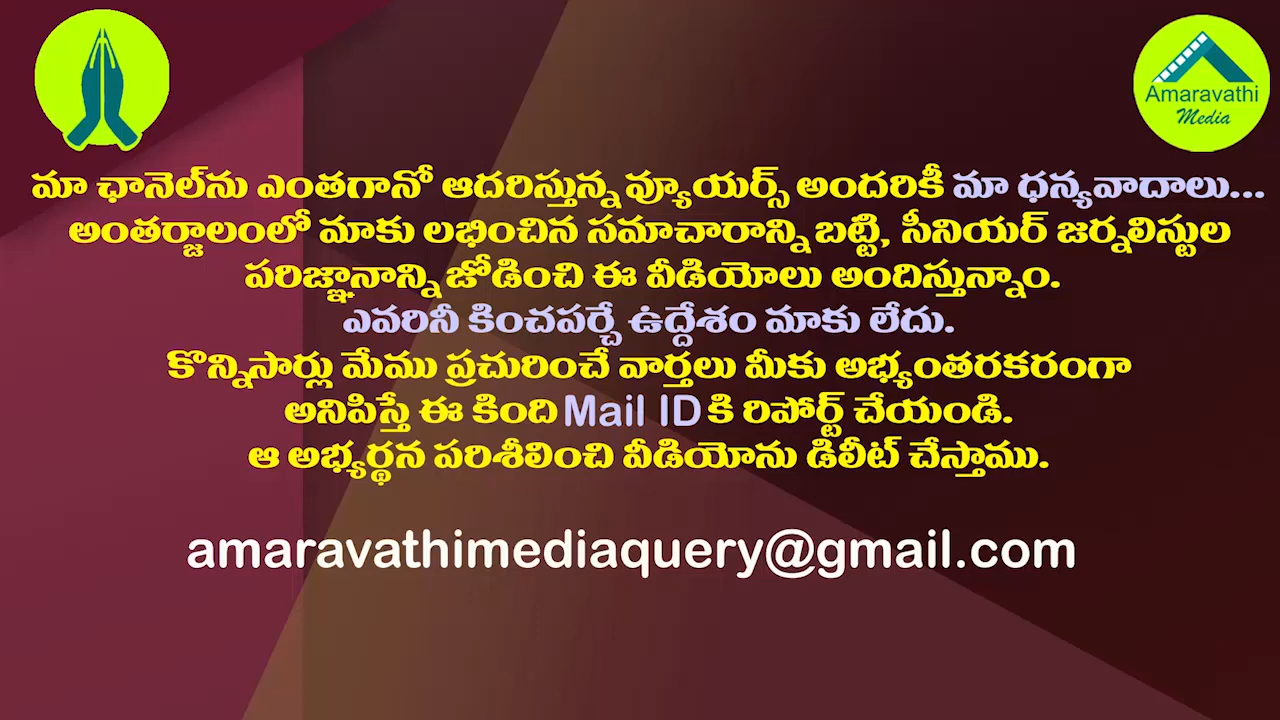 Amaravathi
Media
మా ఛానెల్‌ను ఎంతగానో ఆదరిస్తున్న వ్యూయర్స్ అందరికీ మా ధన్యవాదాలు...
అంతర్జాలంలో మాకు లభించిన సమాచారాన్ని బట్టి, సీనియర్ జర్నలిస్టుల
పరిజ్ఞానాన్ని జోడించి ఈ వీడియోలు అందిస్తున్నాం.
ఎవరినీ కించపర్చే ఉద్దేశం మాకు లేదు.
కొన్నిసార్లు మేము ప్రచురించే వార్తలు మీకు అభ్యంతరకరంగా
అనిపిస్తే ఈ కింది Mail ID కి రిపోర్ట్ చేయండి.
ఆ అభ్యర్థన పరిశీలించి వీడియోను డిలీట్ చేస్తాము.
amaravathimediaquery@gmail.com